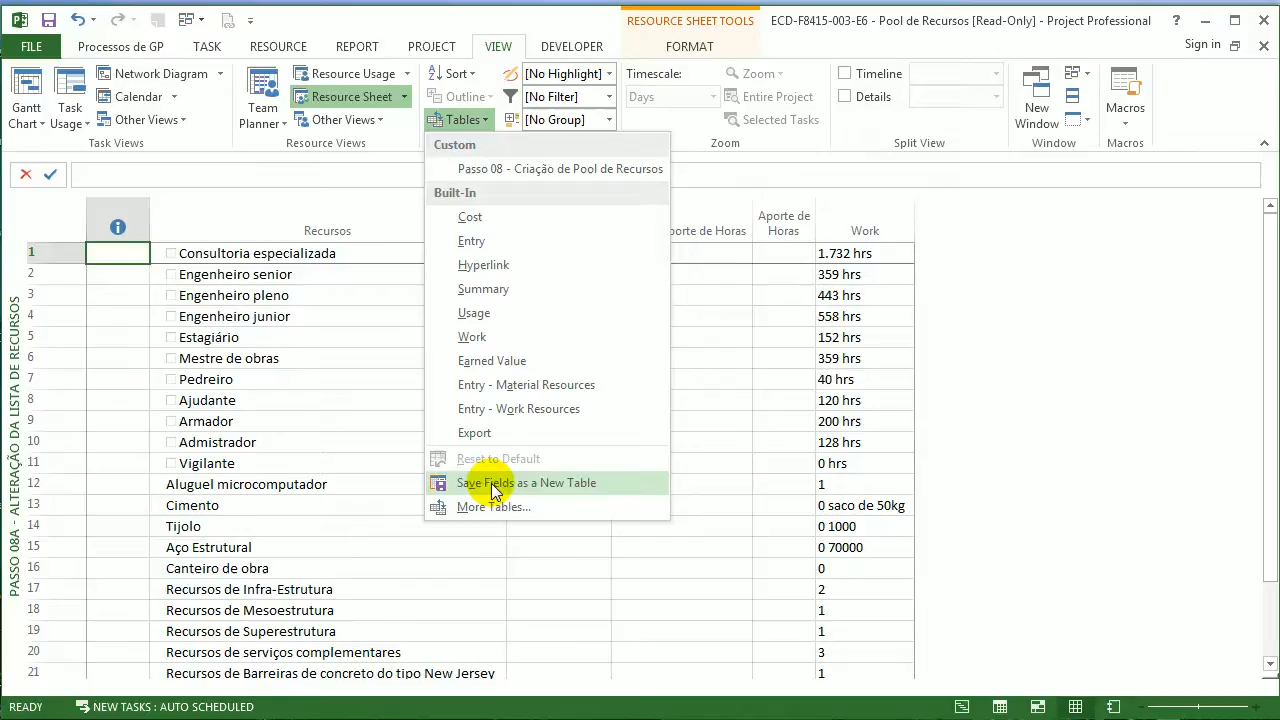 RESOURCE SHEET TOOLS
ECD-F8415-003-E6 - Pool de Recursos [Read-Only] - Project Professional
FILE
Processos de GP
TASK
RESOURCE
REPORT
PROJECT
VIEW
DEVELOPER
FORMAT
Sign in
Gantt Chart
Task Usage
Network Diagram
Calendar
Other Views
Task Views
Team Planner
Resource Usage
Resource Sheet
Other Views
Resource Views
Sort
Outline
Tables
[No Highlight]
[No Filter]
[No Group]
Timescale:
Days
Zoom
Entire Project
Selected Tasks
Zoom
Timeline
Details
Split View
New Window
Window
Macros
Macros
Custom
Passo 08 - Criação de Pool de Recursos
Built-In
Cost
Entry
Hyperlink
Summary
Usage
Work
Earned Value
Entry - Material Resources
Entry - Work Resources
Export
Reset to Default
Save Fields as a New Table
More Tables...
PASSO 08A - ALTERAÇÃO DA LISTA DE RECURSOS
Recursos
porte de Horas
Aporte de Horas
Work
1 Consultoria especializada 1.732 hrs
2 Engenheiro senior 359 hrs
3 Engenheiro pleno 443 hrs
4 Engenheiro junior 558 hrs
5 Estagiário 152 hrs
6 Mestre de obras 359 hrs
7 Pedreiro 40 hrs
8 Ajudante 120 hrs
9 Armador 200 hrs
10 Admistrador 128 hrs
11 Vigilante 0 hrs
12 Aluguel microcomputador 1
13 Cimento 0 saco de 50kg
14 Tijolo 0 1000
15 Aço Estrutural 0 70000
16 Canteiro de obra 0
17 Recursos de Infra-Estrutura 2
18 Recursos de Mesoestrutura 1
19 Recursos de Superestrutura 1
20 Recursos de serviços complementares 3
21 Recursos de Barreiras de concreto do tipo New Jersey 1
READY
NEW TASKS : AUTO SCHEDULED